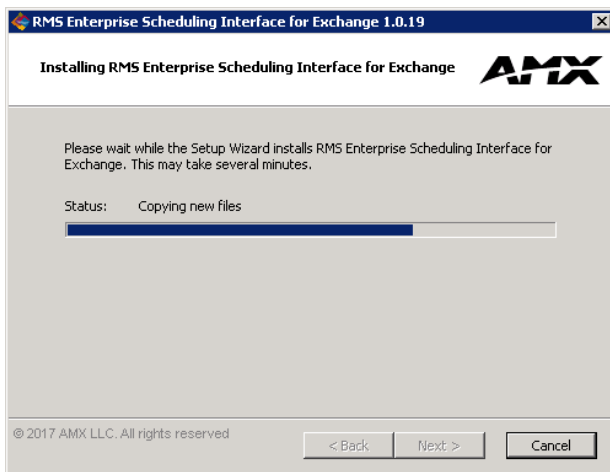 RMS Enterprise Scheduling Interface for Exchange 1.0.19
Installing RMS Enterprise Scheduling Interface for Exchange
AMX
Please wait while the Setup Wizard installs RMS Enterprise Scheduling Interface for
Exchange. This may take several minutes.
Status: Copying new files
© 2017 AMX LLC. All rights reserved
< Back Next > Cancel